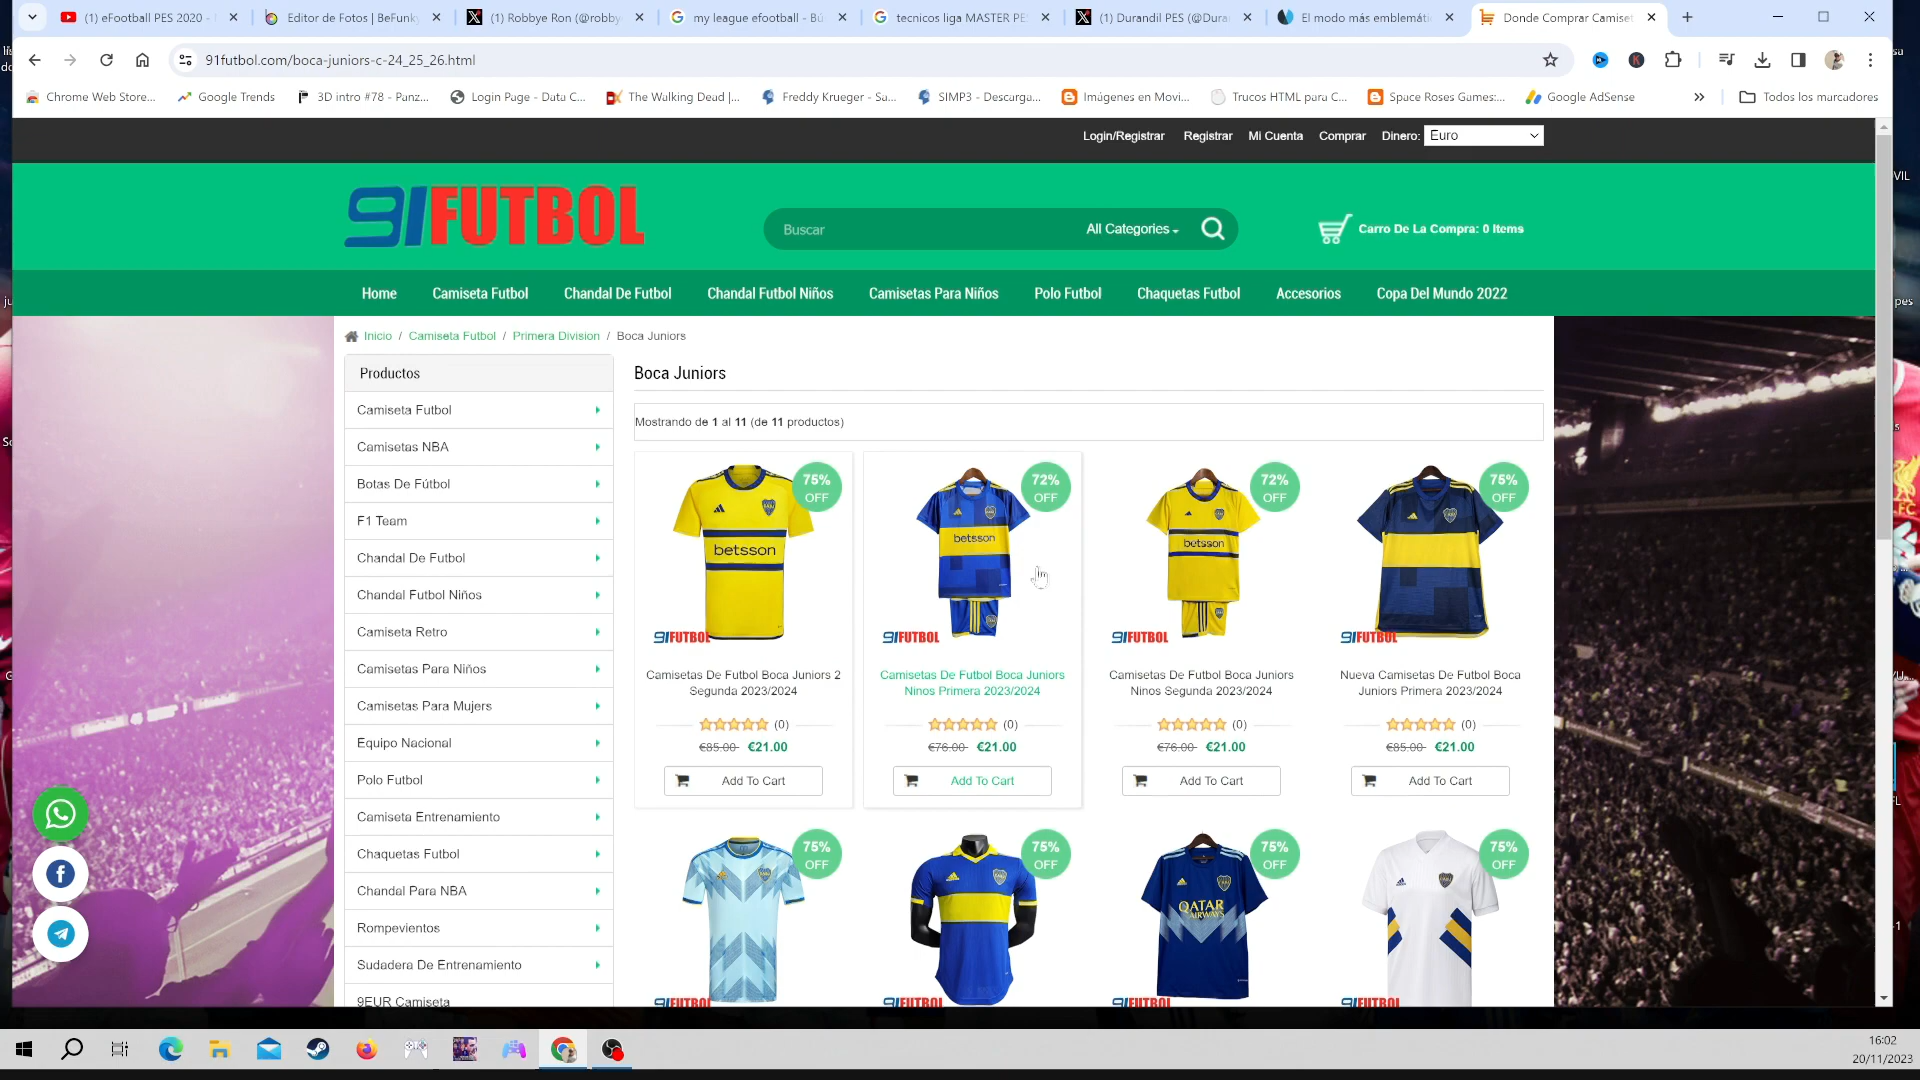 (1) eFootball PES 2020 -
Editor de Fotos | BeFunky
(1) Robbye Ron (@robby
my league efootball - Bú
tecnicos liga MASTER PE
(1) Durandil PES (@Dura
El modo más emblemáti
Donde Comprar Camiset
91futbol.com/boca-juniors-c-24_25_26.html
Chrome Web Store...
Google Trends
3D intro #78 - Panz...
Login Page - Data C...
The Walking Dead |...
Freddy Krueger - Sa...
SIMP3 - Descarga...
Imágenes en Movi...
Trucos HTML para C...
Space Roses Games:...
Google AdSense
Todos los marcadores
Login/Registrar Registrar Mi Cuenta Comprar Dinero: Euro
91FUTBOL
Buscar All Categories
Carro De La Compra: 0 Items
Home Camiseta Futbol Chandal De Futbol Chandal Futbol Niños Camisetas Para Niños Polo Futbol Chaquetas Futbol Accesorios Copa Del Mundo 2022
Inicio / Camiseta Futbol / Primera Division / Boca Juniors
Productos
Camiseta Futbol
Camisetas NBA
Botas De Fútbol
F1 Team
Chandal De Futbol
Chandal Futbol Niños
Camiseta Retro
Camisetas Para Niños
Camisetas Para Mujers
Equipo Nacional
Polo Futbol
Camiseta Entrenamiento
Chaquetas Futbol
Chandal Para NBA
Rompevientos
Sudadera De Entrenamiento
9EUR Camiseta
Boca Juniors
Mostrando de 1 al 11 (de 11 productos)
75%
OFF
betsson
91FUTBOL
Camisetas De Futbol Boca Juniors 2
Segunda 2023/2024
(0)
€85.00 €21.00
Add To Cart
72%
OFF
betsson
91FUTBOL
Camisetas De Futbol Boca Juniors
Ninos Primera 2023/2024
(0)
€76.00 €21.00
Add To Cart
72%
OFF
betsson
91FUTBOL
Camisetas De Futbol Boca Juniors
Ninos Segunda 2023/2024
(0)
€76.00 €21.00
Add To Cart
75%
OFF
91FUTBOL
Nueva Camisetas De Futbol Boca
Juniors Primera 2023/2024
(0)
€85.00 €21.00
Add To Cart
75%
OFF
91FUTBOL
75%
OFF
91FUTBOL
75%
OFF
QATAR
AIRWAYS
91FUTBOL
75%
OFF
91FUTBOL
16:02
20/11/2023